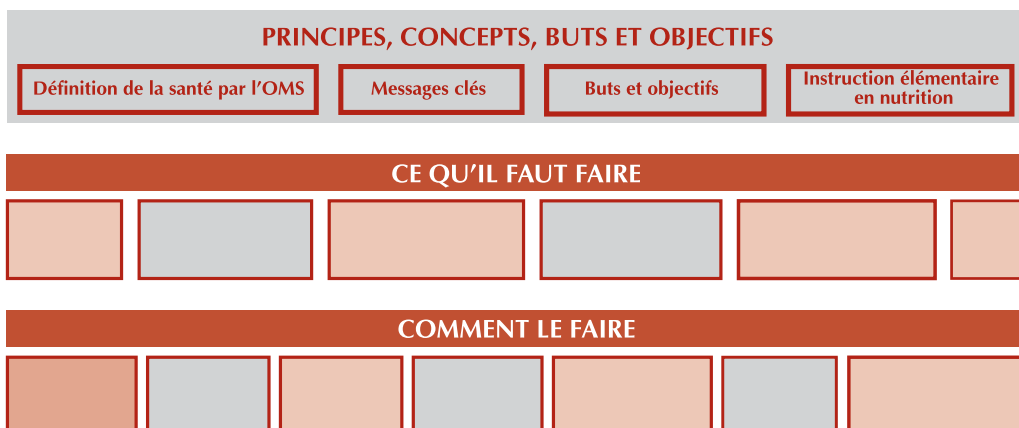 PRINCIPES, CONCEPTS, BUTS ET OBJECTIFS
Définition de la santé par l'OMS
Messages clés
Buts et objectifs
Instruction élémentaire
en nutrition
CE QU'IL FAUT FAIRE
COMMENT LE FAIRE